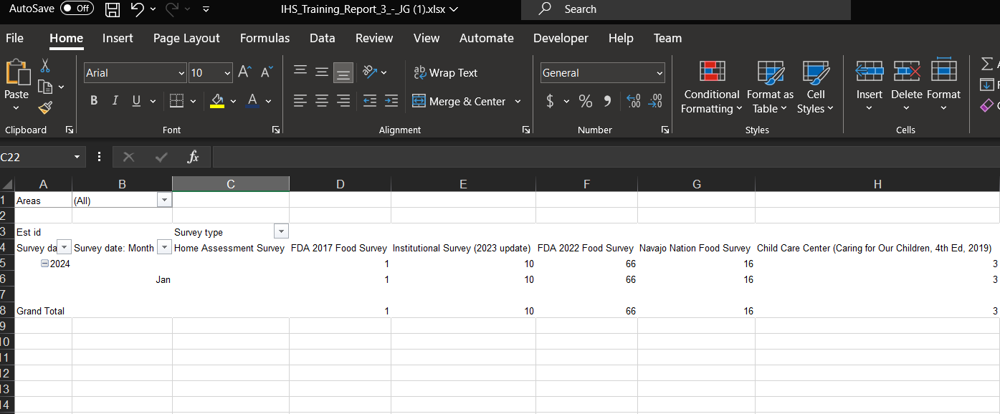 AutoSave Off IHS_Training_Report_3_-_JG (1).xlsx Search
File Home Insert Page Layout Formulas Data Review View Automate Developer Help Team
Paste Arial 10 A A Wrap Text General Conditional Formatting Format as Table Cell Styles Insert Delete Format
B I U A Merge & Center $ % 9 .00 .00
Clipboard Font Alignment Number Styles Cells
C22 fx
A B C D E F G H
1 Areas (All)
2
3 Est id Survey type
4 Survey da Survey date: Month Home Assessment Survey FDA 2017 Food Survey Institutional Survey (2023 update) FDA 2022 Food Survey Navajo Nation Food Survey Child Care Center (Caring for Our Children, 4th Ed, 2019)
5 2024 1 10 66 16 3
6 Jan 1 10 66 16 3
7
8 Grand Total 1 10 66 16 3
9
10
11
12
13
14